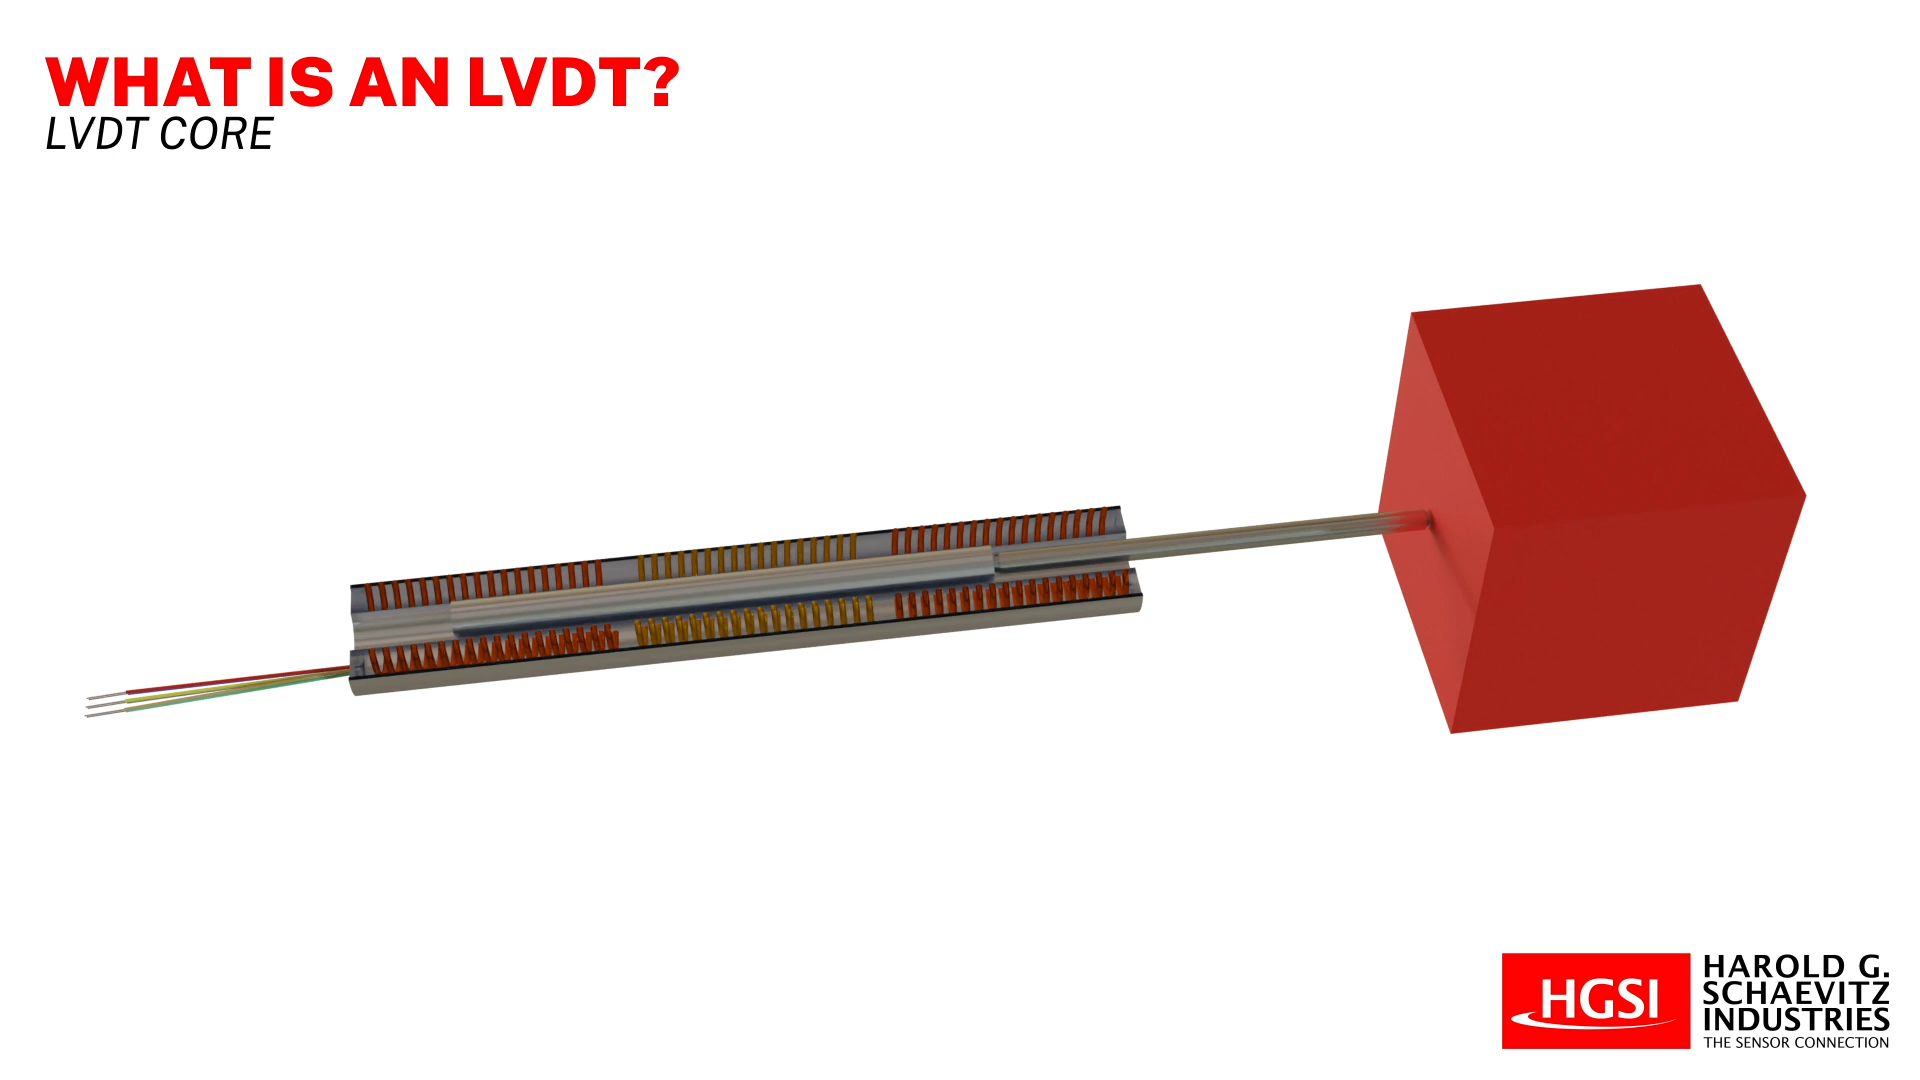 WHAT IS AN LVDT?
LVDT CORE
HGSI
HAROLD G.
SCHAEVITZ
INDUSTRIES
THE SENSOR CONNECTION